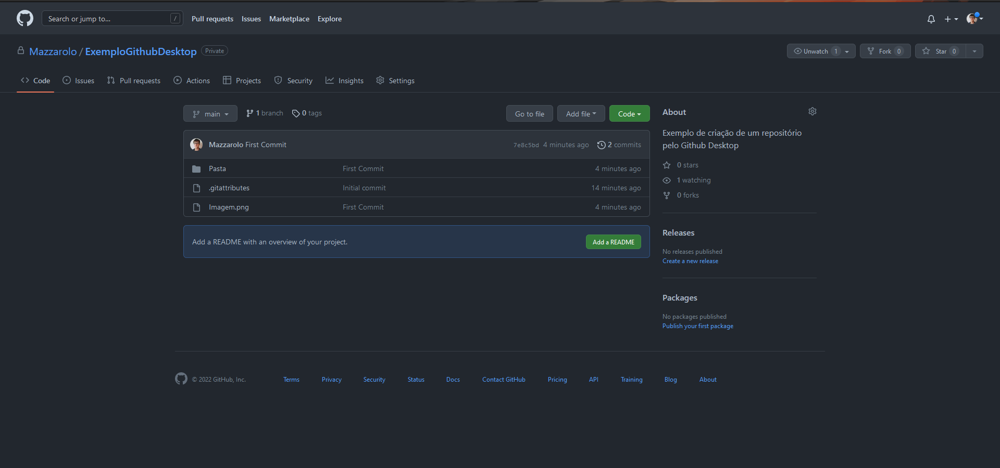 Search or jump to... /
Pull requests Issues Marketplace Explore
Mazzarolo / ExemploGithubDesktop Private
Unwatch 1 Fork 0 Star 0
Code Issues Pull requests Actions Projects Security Insights Settings
main 1 branch 0 tags
Go to file Add file Code
Mazzarolo First Commit 7e8c5bd 4 minutes ago 2 commits
Pasta First Commit 4 minutes ago
.gitattributes Initial commit 14 minutes ago
Imagem.png First Commit 4 minutes ago
Add a README with an overview of your project. Add a README
About
Exemplo de criação de um repositório
pelo Github Desktop
0 stars
1 watching
0 forks
Releases
No releases published
Create a new release
Packages
No packages published
Publish your first package
© 2022 GitHub, Inc. Terms Privacy Security Status Docs Contact GitHub Pricing API Training Blog About